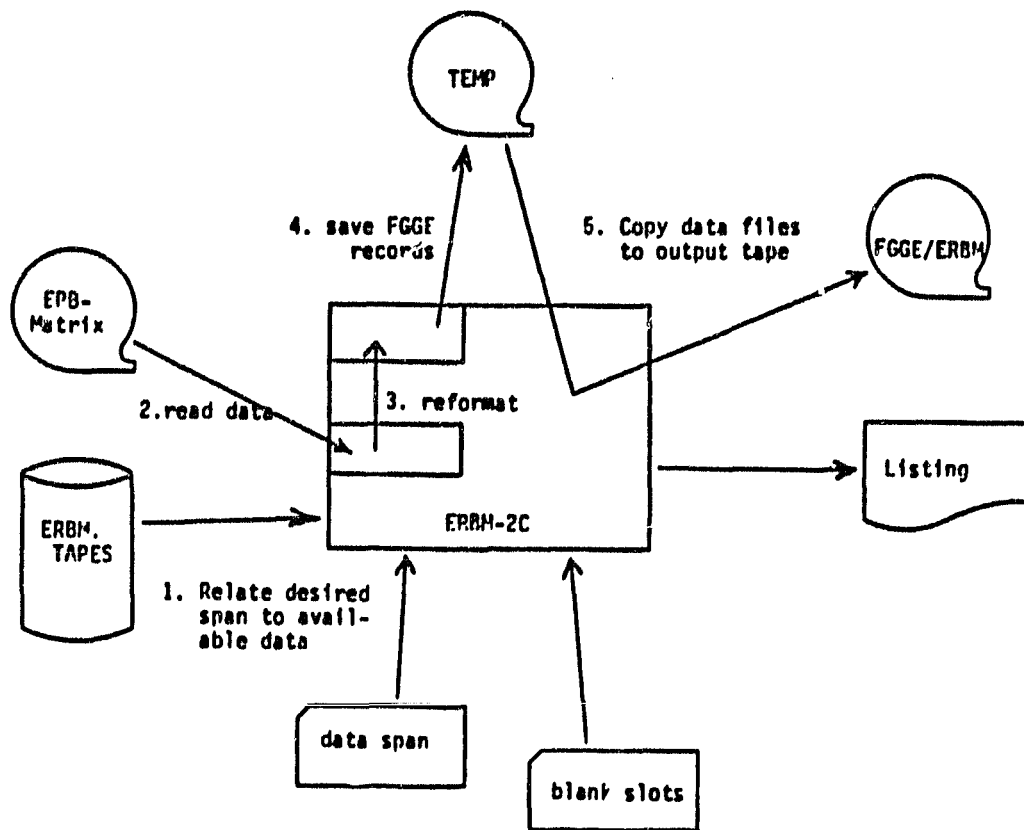 TEMP
4. save FGGE
records
5. Copy data files
to output tape
FGGE/ERBM
EPB-
Matrix
2.read data
3. reformat
Listing
ERBM.
TAPES
ERBM-2C
1. Relate desired
span to avail-
able data
data span
blank slots